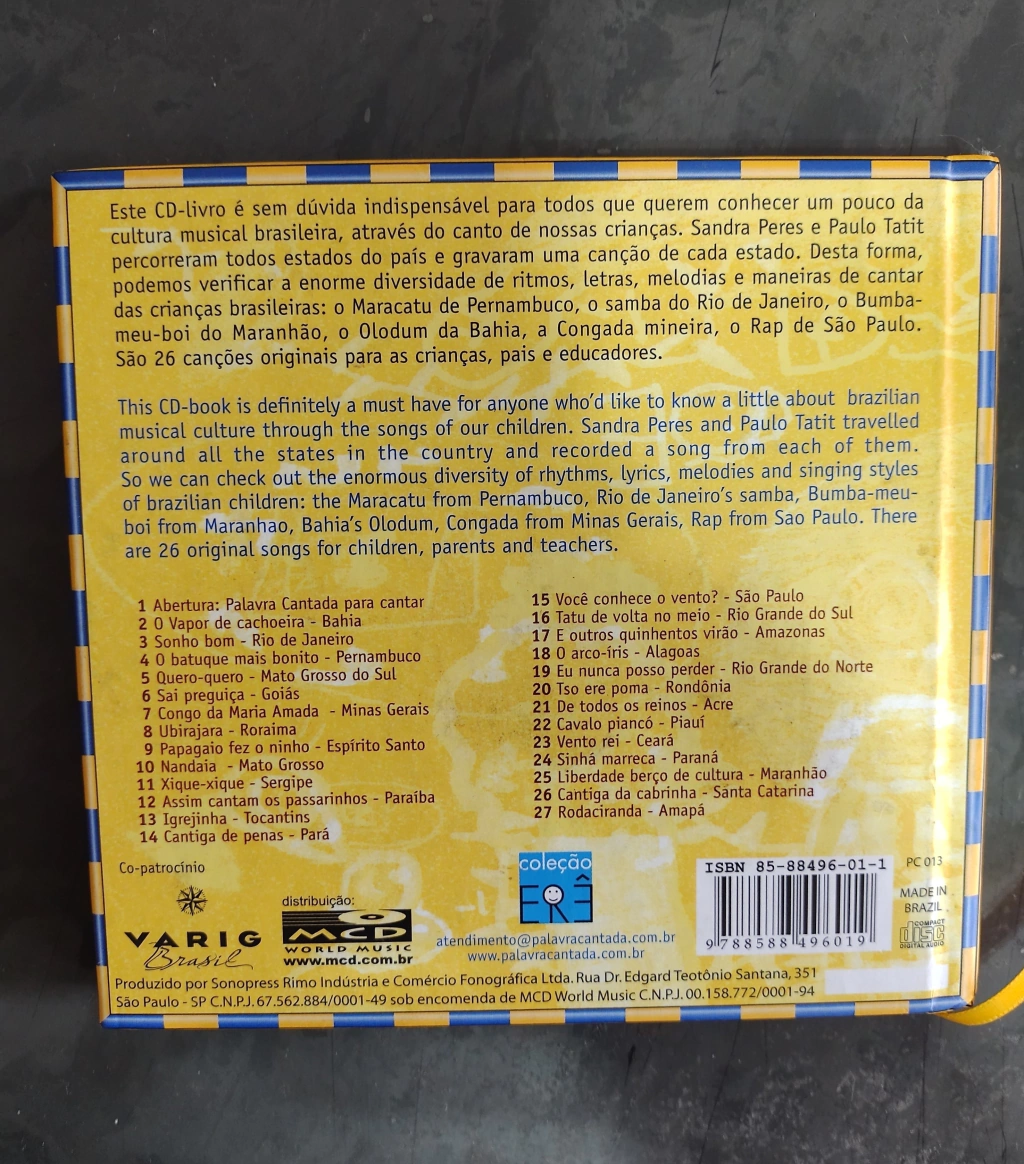 Este CD-livro é sem dúvida indispensável para todos que querem conhecer um pouco da
cultura musical brasileira, através do canto de nossas crianças. Sandra Peres e Paulo Tatit
percorreram todos estados do país e gravaram uma canção de cada estado. Desta forma,
podemos verificar a enorme diversidade de ritmos, letras, melodias e maneiras de cantar
das crianças brasileiras: o Maracatu de Pernambuco, o samba do Rio de Janeiro, o Bumba-
meu-boi do Maranhão, o Olodum da Bahia, a Congada mineira, o Rap de São Paulo.
São 26 canções originais para as crianças, pais e educadores.
This CD-book is definitely a must have for anyone who'd like to know a little about brazilian
musical culture through the songs of our children. Sandra Peres and Paulo Tatit travelled
around all the states in the country and recorded a song from each of them.
So we can check out the enormous diversity of rhythms, lyrics, melodies and singing styles
of brazilian children: the Maracatu from Pernambuco, Rio de Janeiro's samba, Bumba-meu-
boi from Maranhao, Bahia's Olodum, Congada from Minas Gerais, Rap from Sao Paulo. There
are 26 original songs for children, parents and teachers.
1 Abertura: Palavra Cantada para cantar
2 O Vapor de cachoeira - Bahia
3 Sonho bom - Rio de Janeiro
4 O batuque mais bonito - Pernambuco
5 Quero-quero - Mato Grosso do Sul
6 Sai preguiça - Goiás
7 Congo da Maria Amada - Minas Gerais
8 Ubirajara - Roraima
9 Papagaio fez o ninho - Espírito Santo
10 Nandaia - Mato Grosso
11 Xique-xique - Sergipe
12 Assim cantam os passarinhos - Paraíba
13 Igrejinha - Tocantins
14 Cantiga de penas - Pará
15 Você conhece o vento? - São Paulo
16 Tatu de volta no meio - Rio Grande do Sul
17 E outros quinhentos virão - Amazonas
18 O arco-íris - Alagoas
19 Eu nunca posso perder - Rio Grande do Norte
20 Tso ere poma - Rondônia
21 De todos os reinos - Acre
22 Cavalo piancó - Piauí
23 Vento rei - Ceará
24 Sinhá marreca - Paraná
25 Liberdade berço de cultura - Maranhão
26 Cantiga da cabrinha - Santa Catarina
27 Rodaciranda - Amapá
Co-patrocínio
VARIG
Brasil
distribuição:
MCD
WORLD MUSIC
www.mcd.com.br
coleção
ERÊ
atendimento@palavracantada.com.br
www.palavracantada.com.br
ISBN 85-88496-01-1
9 788588 496019
PC 013
MADE IN
BRAZIL
COMPACT
disc
DIGITAL AUDIO
Produzido por Sonopress Rimo Indústria e Comércio Fonográfica Ltda. Rua Dr. Edgard Teotônio Santana, 351
São Paulo - SP C.N.P.J. 67.562.884/0001-49 sob encomenda de MCD World Music C.N.P.J. 00.158.772/0001-94